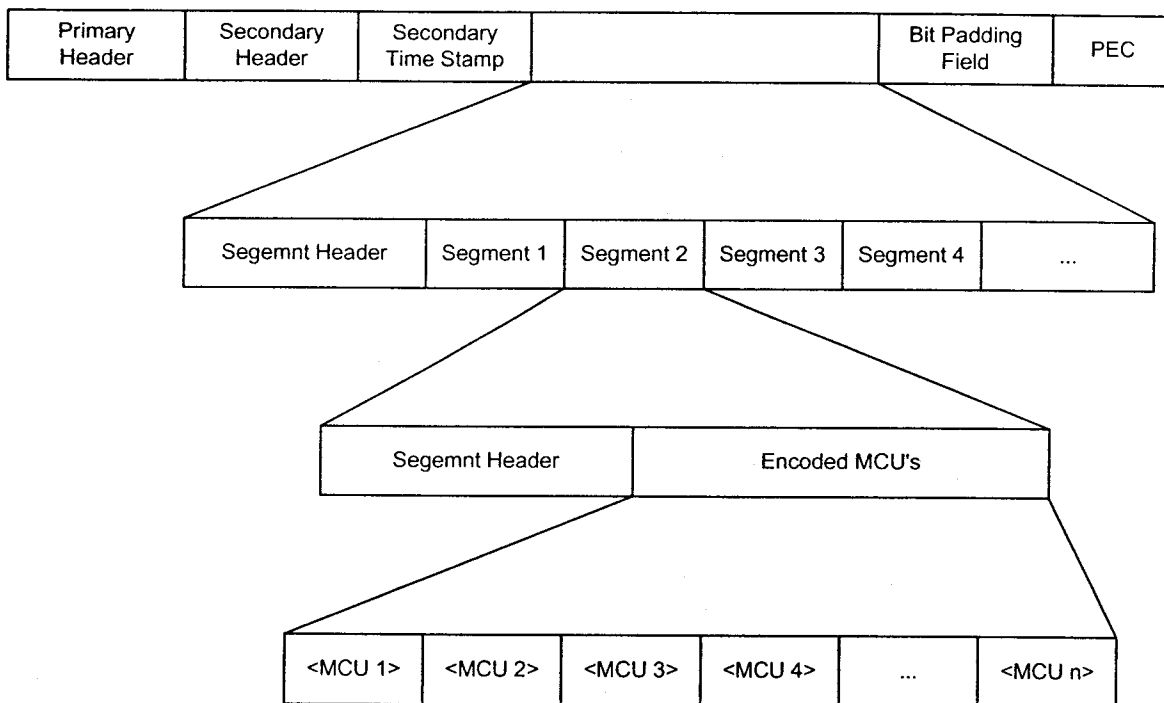 Primary Header
Secondary Header
Secondary Time Stamp
Bit Padding Field
PEC
Segemnt Header
Segment 1
Segment 2
Segment 3
Segment 4
...
Segemnt Header
Encoded MCU's
<MCU 1>
<MCU 2>
<MCU 3>
<MCU 4>
...
<MCU n>